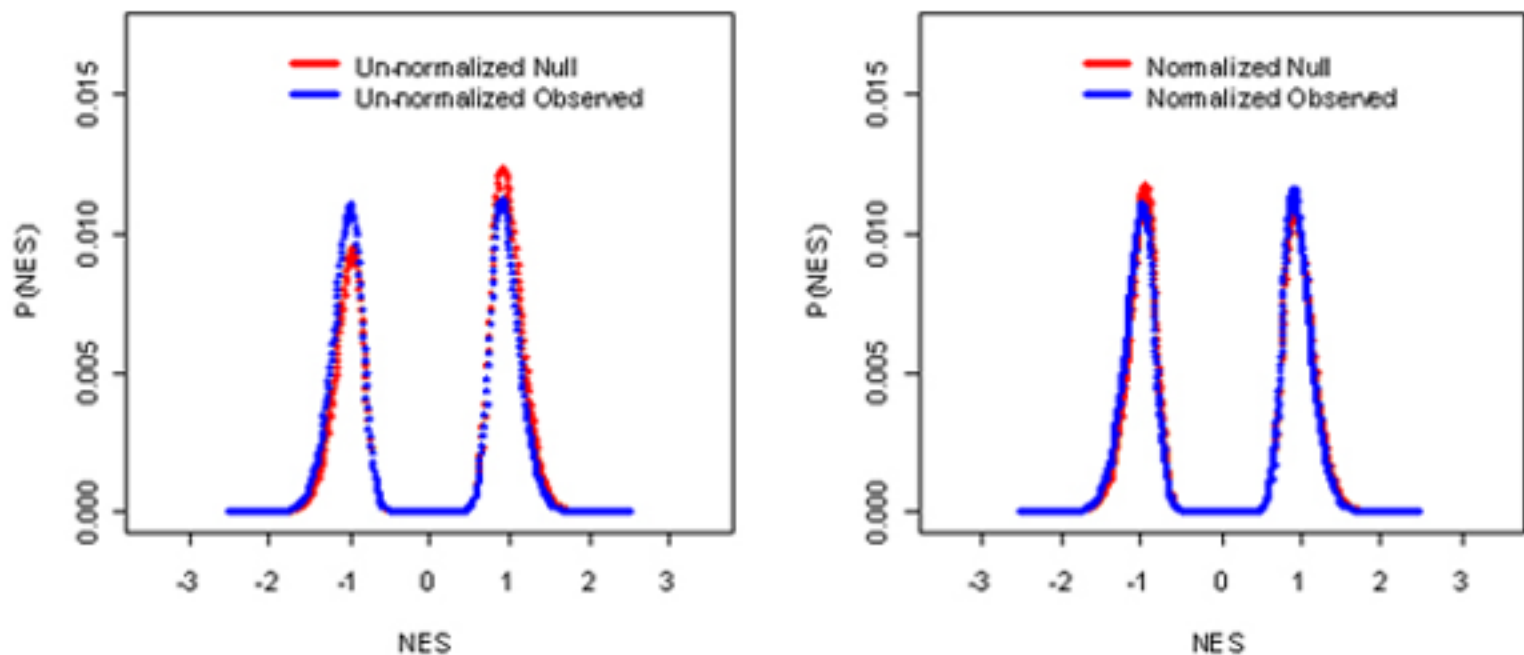 Un-normalized Null
Un-normalized Observed
0.015
0.010
0.005
0.000
P(NES)
-3 -2 -1 0 1 2 3
NES
Normalized Null
Normalized Observed
0.015
0.010
0.005
0.000
P(NES)
-3 -2 -1 0 1 2 3
NES